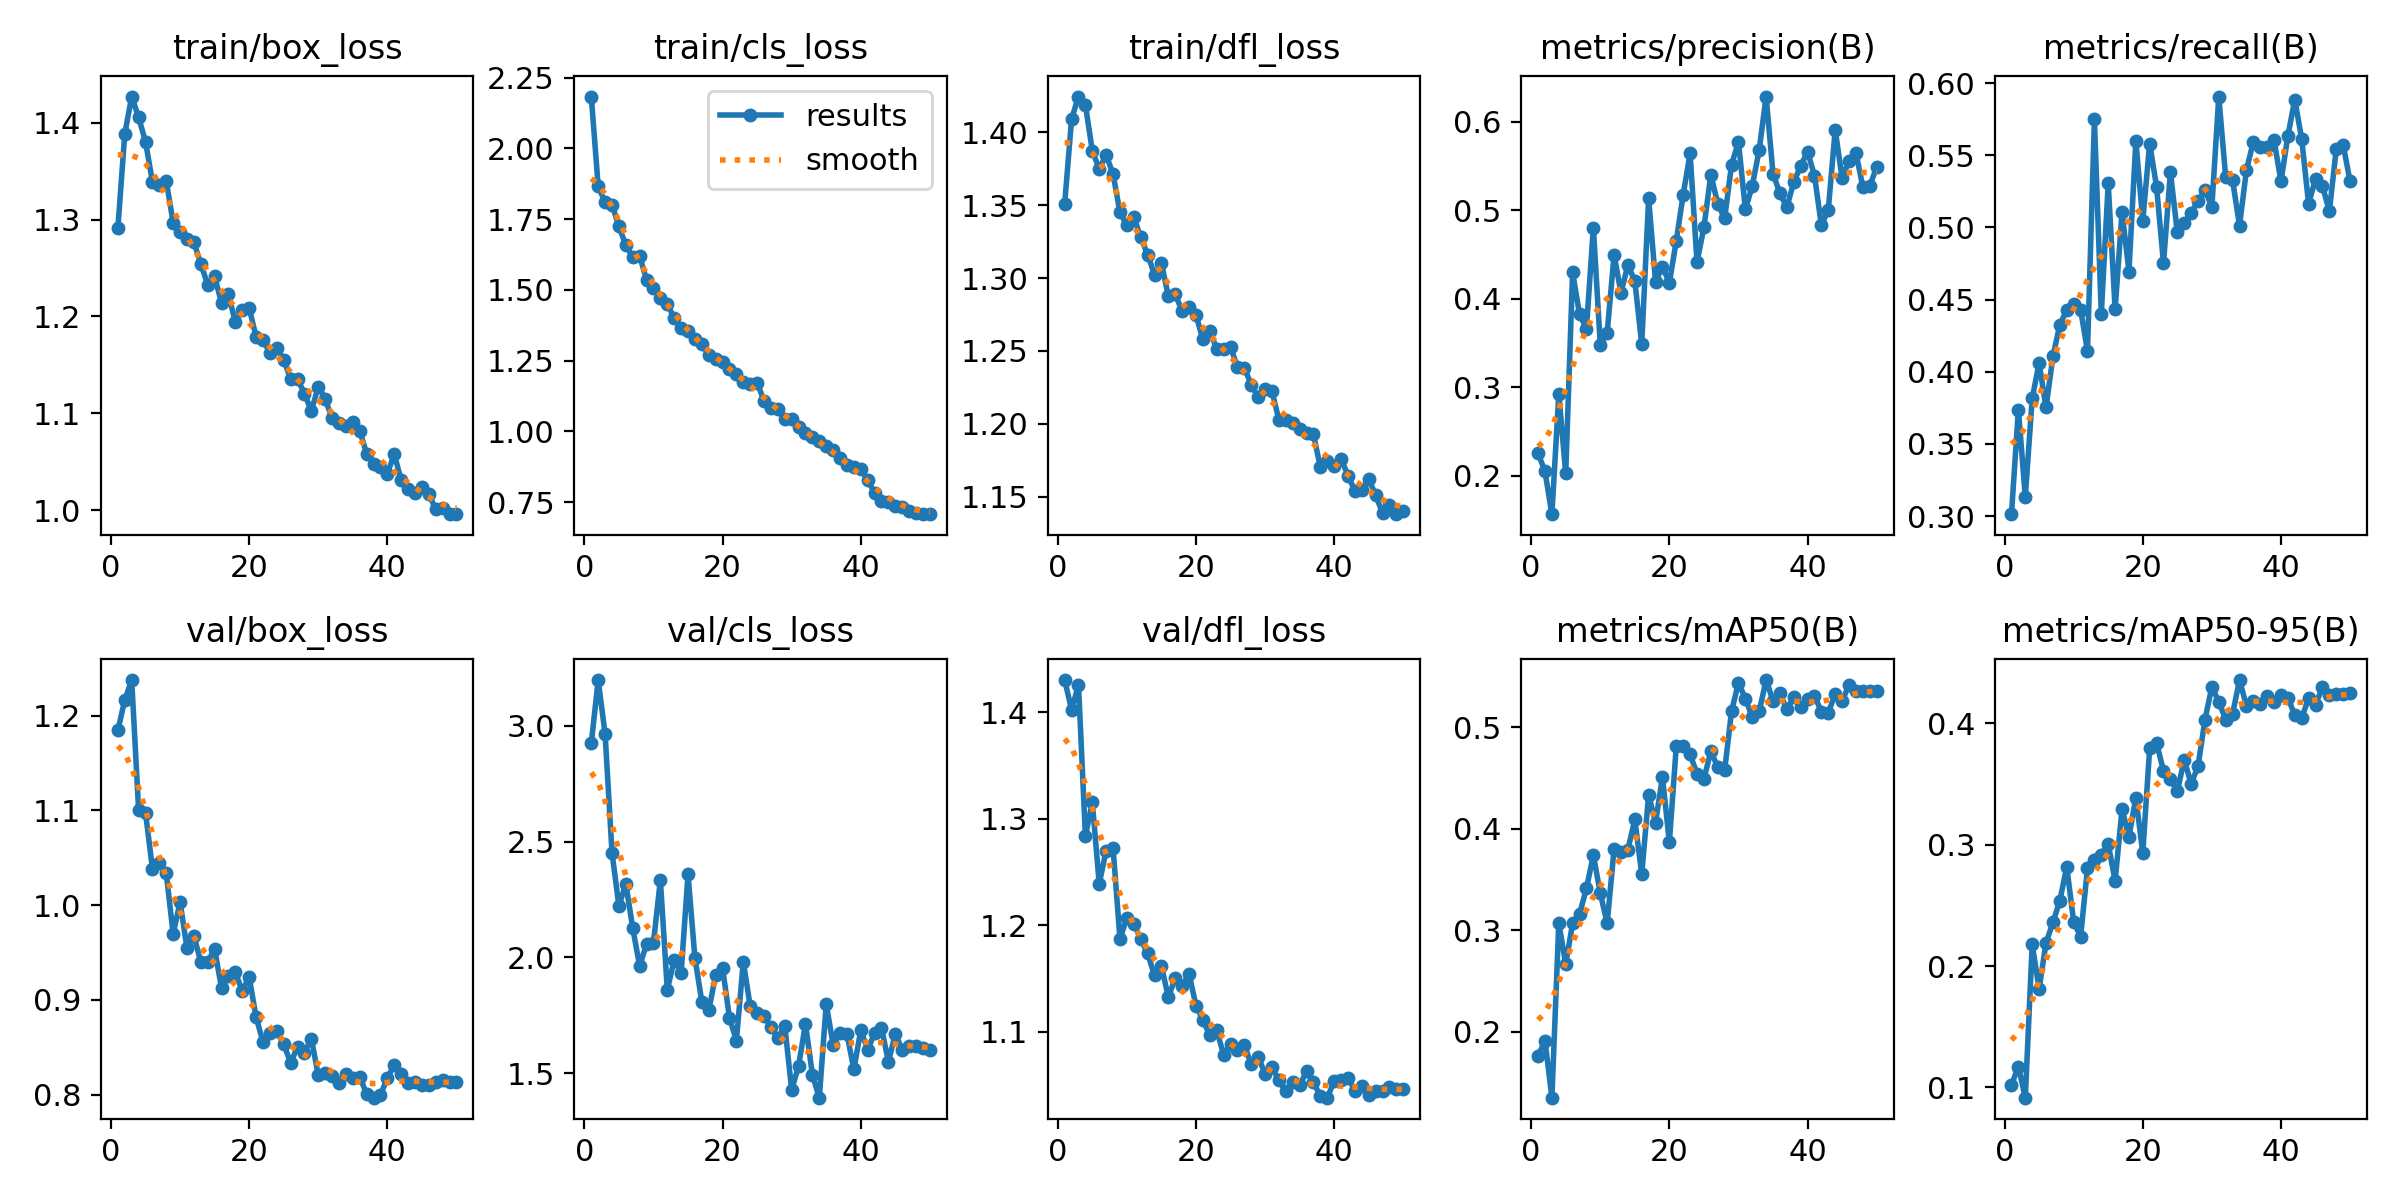 train/box_loss
1.4
1.3
1.2
1.1
1.0
0 20 40
train/cls_loss
2.25
2.00
1.75
1.50
1.25
1.00
0.75
0 20 40
results
smooth
train/dfl_loss
1.40
1.35
1.30
1.25
1.20
1.15
0 20 40
metrics/precision(B)
0.6
0.5
0.4
0.3
0.2
0 20 40
metrics/recall(B)
0.60
0.55
0.50
0.45
0.40
0.35
0.30
0 20 40
val/box_loss
1.2
1.1
1.0
0.9
0.8
0 20 40
val/cls_loss
3.0
2.5
2.0
1.5
0 20 40
val/dfl_loss
1.4
1.3
1.2
1.1
0 20 40
metrics/mAP50(B)
0.5
0.4
0.3
0.2
0 20 40
metrics/mAP50-95(B)
0.4
0.3
0.2
0.1
0 20 40